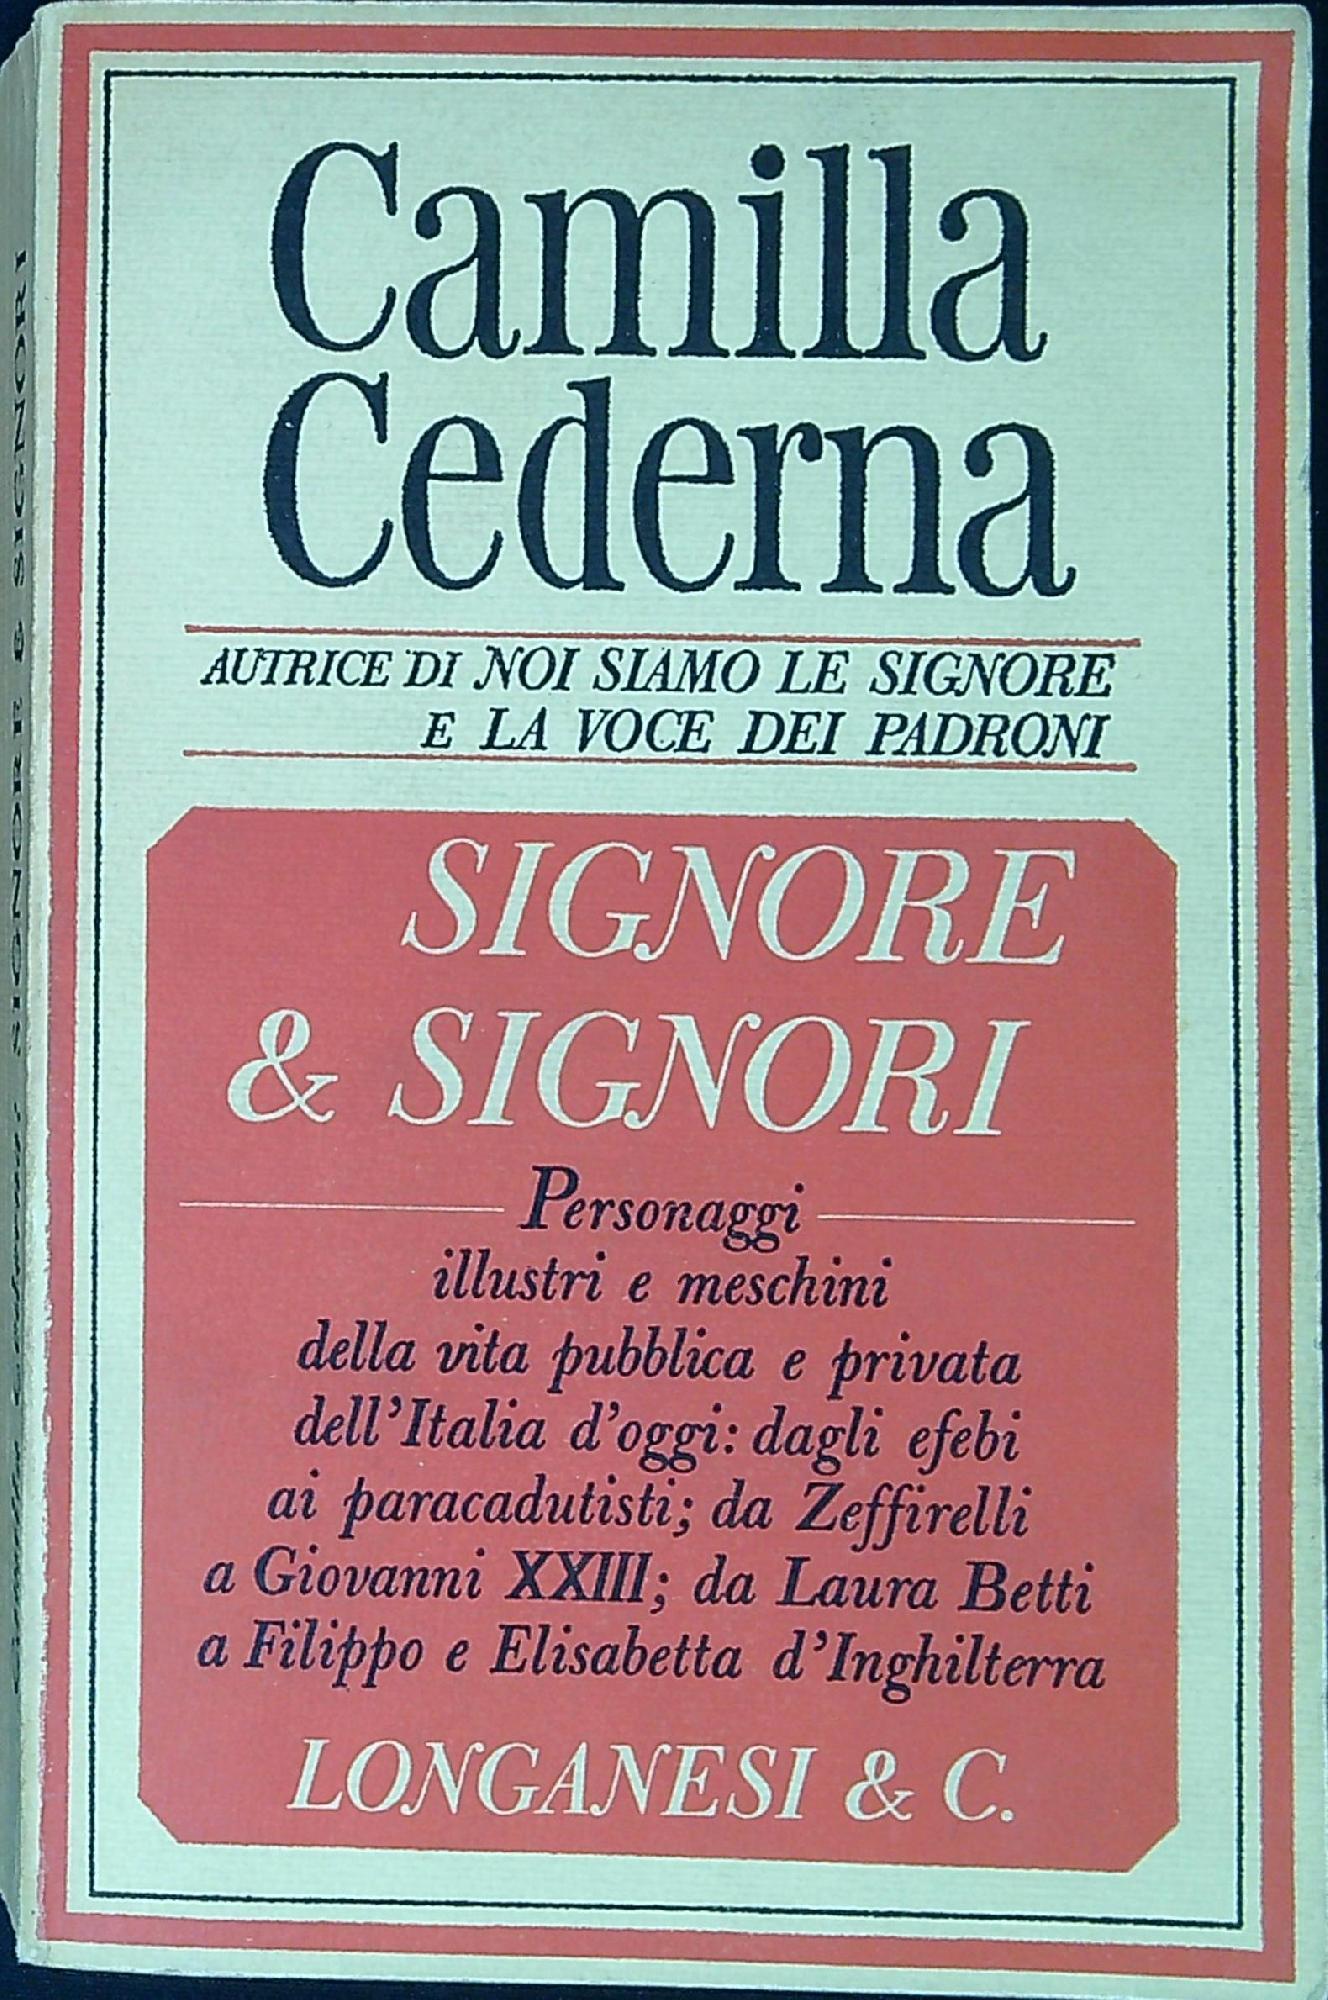 Camilla
Cederna
AUTRICE DI NOI SIAMO LE SIGNORE
E LA VOCE DEI PADRONI
SIGNORE
& SIGNORI
Personaggi
illustri e meschini
della vita pubblica e privata
dell'Italia d'oggi: dagli efebi
ai paracadutisti; da Zeffirelli
a Giovanni XXIII; da Laura Betti
a Filippo e Elisabetta d'Inghilterra
LONGANESI & C.
Camilla Cederna: SIGNORE & SIGNORI